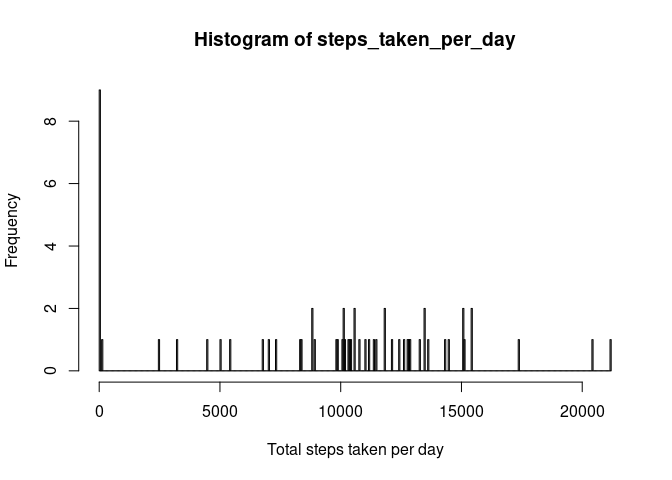 Histogram of steps_taken_per_day
Frequency
8
6
4
2
0
0 5000 10000 15000 20000
Total steps taken per day